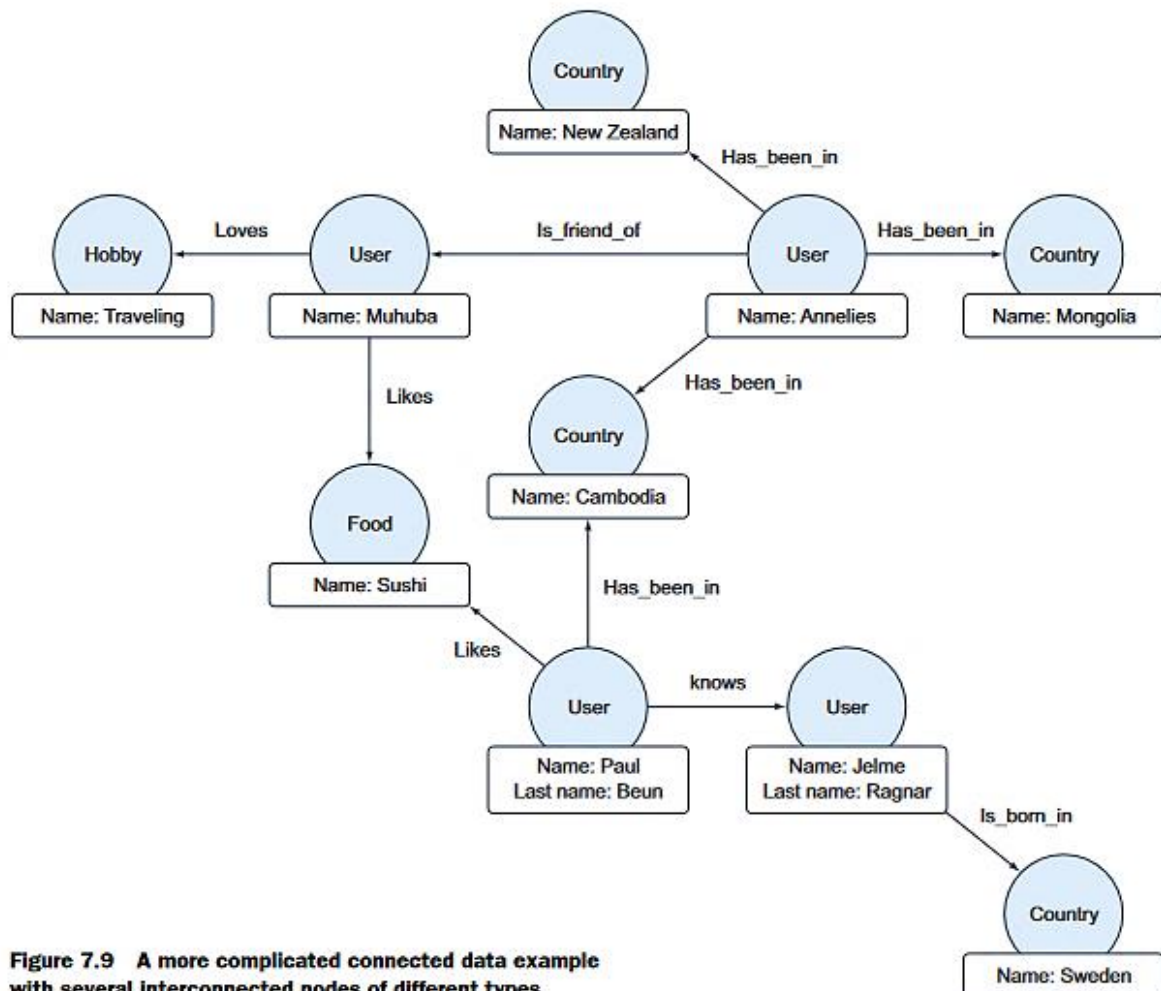 Country
Name: New Zealand
Has_been_in
Loves
Is_friend_of
Has_been_in
Hobby
User
User
Country
Name: Traveling
Name: Muhuba
Name: Annelies
Name: Mongolia
Likes
Has_been_in
Country
Name: Cambodia
Food
Name: Sushi
Has_been_in
Likes
knows
User
User
Name: Paul
Last name: Beun
Name: Jelme
Last name: Ragnar
Is_born_in
Country
Name: Sweden
Figure 7.9 A more complicated connected data example
with several interconnected nodes of different types